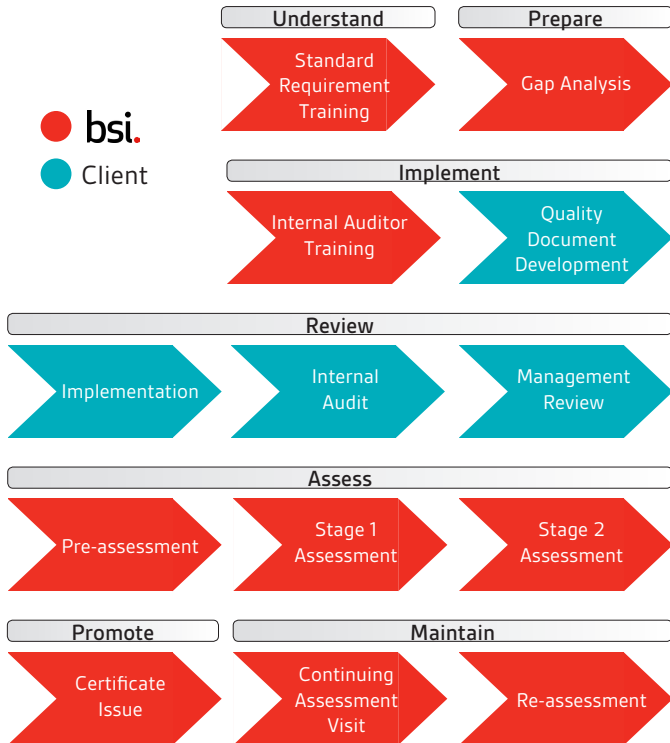 Understand
Prepare
Standard
Requirement
Training
Gap Analysis
bsi.
Client
Implement
Internal Auditor
Training
Quality
Document
Development
Review
Implementation
Internal
Audit
Management
Review
Assess
Pre-assessment
Stage 1
Assessment
Stage 2
Assessment
Promote
Maintain
Certificate
Issue
Continuing
Assessment
Visit
Re-assessment